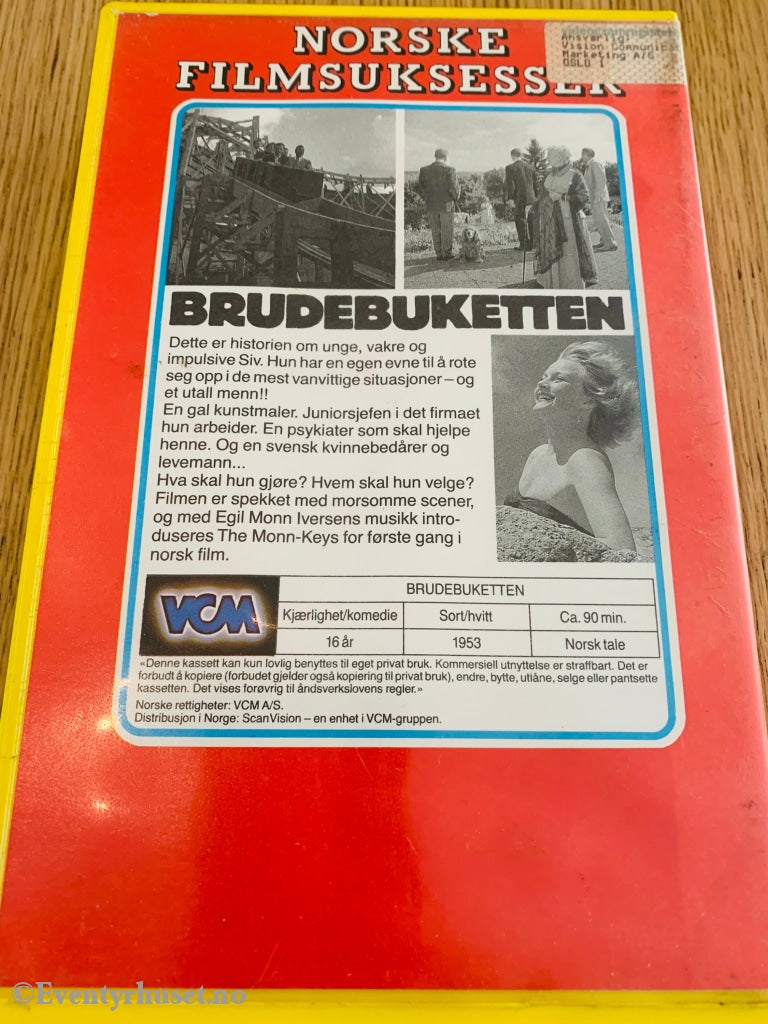 NORSKE
FILMSUKSESSER
Ansvarlig:
Vision
Marketing A/S
OSLO 1
BRUDEBUKETTEN
Dette er historien om unge, vakre og
impulsive Siv. Hun har en egen evne til å rote
seg opp i de mest vanvittige situasjoner – og
et utall menn!!
En gal kunstmaler. Juniorsjefen i det firmaet
hun arbeider. En psykiater som skal hjelpe
henne. Og en svensk kvinnebedårer og
levemann...
Hva skal hun gjøre? Hvem skal hun velge?
Filmen er spekket med morsomme scener,
og med Egil Monn Iversens musikk intro-
duseres The Monn-Keys for første gang i
norsk film.
VCM
BRUDEBUKETTEN
Kjærlighet/komedie Sort/hvitt Ca. 90 min.
16 år 1953 Norsk tale
«Denne kassett kan kun lovlig benyttes til eget privat bruk. Kommersiell utnyttelse er straffbart. Det er
forbudt å kopiere (forbudet gjelder også kopiering til privat bruk), endre, bytte, utlåne, selge eller pantsette
kassetten. Det vises forøvrig til åndsverkslovens regler.»
Norske rettigheter: VCM A/S.
Distribusjon i Norge: ScanVision – en enhet i VCM-gruppen.
©Eventyrhuset.no